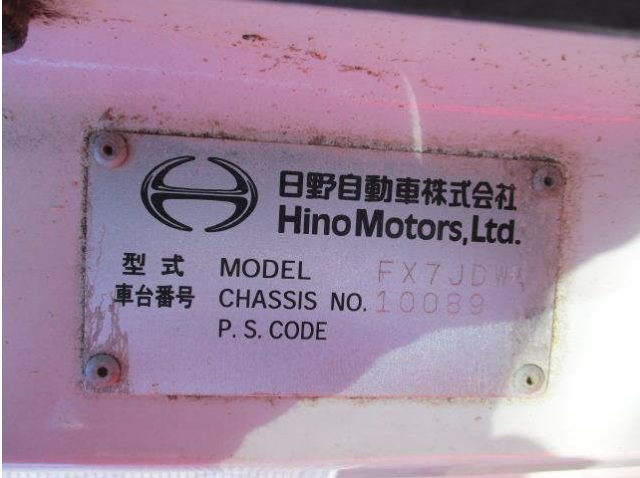 日野自動車株式会社
Hino Motors, Ltd.
型式 MODEL FX7JDW
車台番号 CHASSIS NO. 10089
P. S. CODE